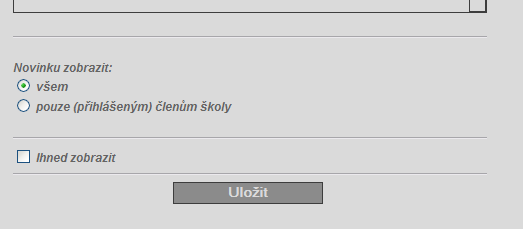 Novinku zobrazit:
všem
pouze (přihlášeným) členům školy
Ihned zobrazit
Uložit